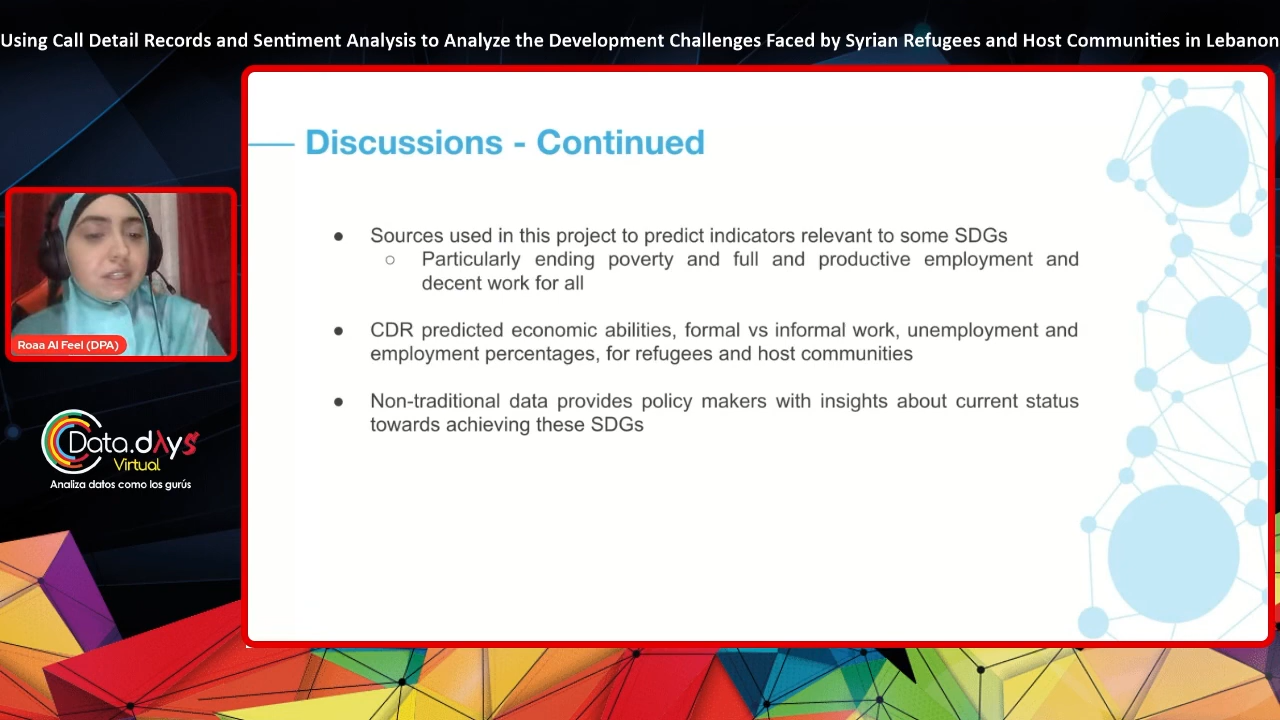 Using Call Detail Records and Sentiment Analysis to Analyze the Development Challenges Faced by Syrian Refugees and Host Communities in Lebanon
Discussions - Continued
● Sources used in this project to predict indicators relevant to some SDGs
○ Particularly ending poverty and full and productive employment and
decent work for all
● CDR predicted economic abilities, formal vs informal work, unemployment and
employment percentages, for refugees and host communities
● Non-traditional data provides policy makers with insights about current status
towards achieving these SDGs
Roaa Al Feel (DPA)
Data.dAys
Virtual
Analiza datos como los gurús